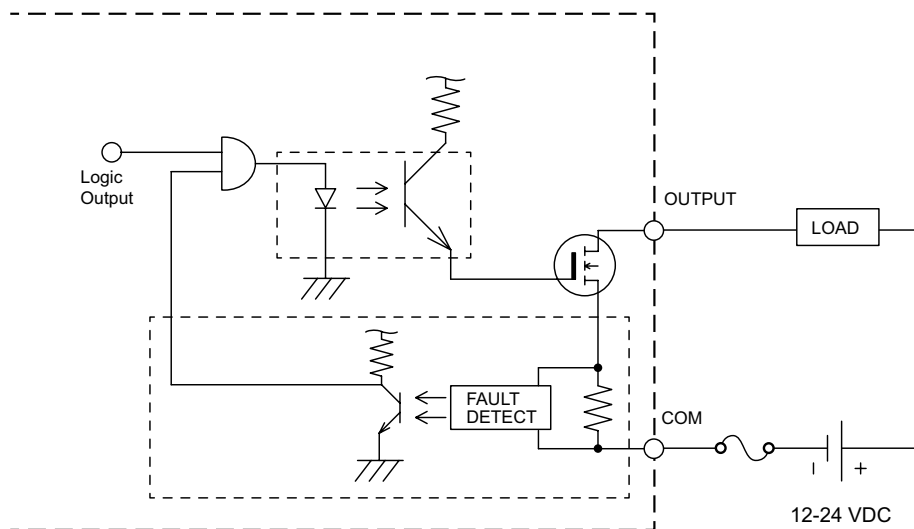 Logic
Output
OUTPUT
LOAD
FAULT
DETECT
COM
12-24 VDC